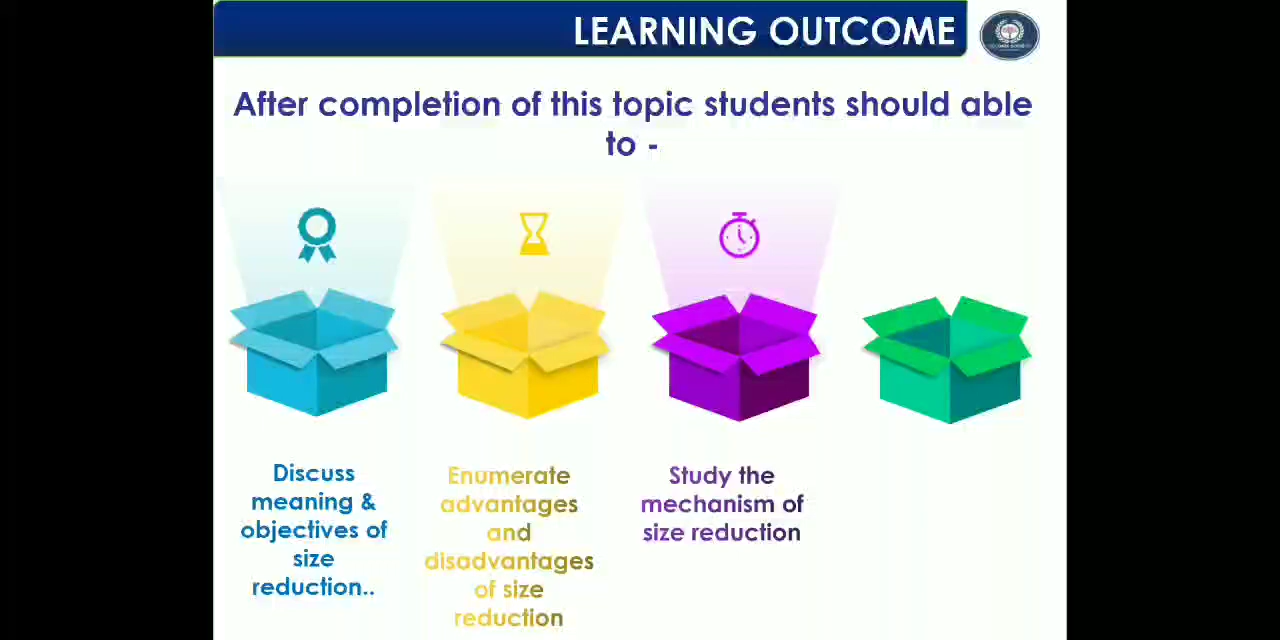 LEARNING OUTCOME
After completion of this topic students should able
to -
Discuss
meaning &
objectives of
size
reduction..
Enumerate
advantages
and
disadvantages
of size
reduction
Study the
mechanism of
size reduction